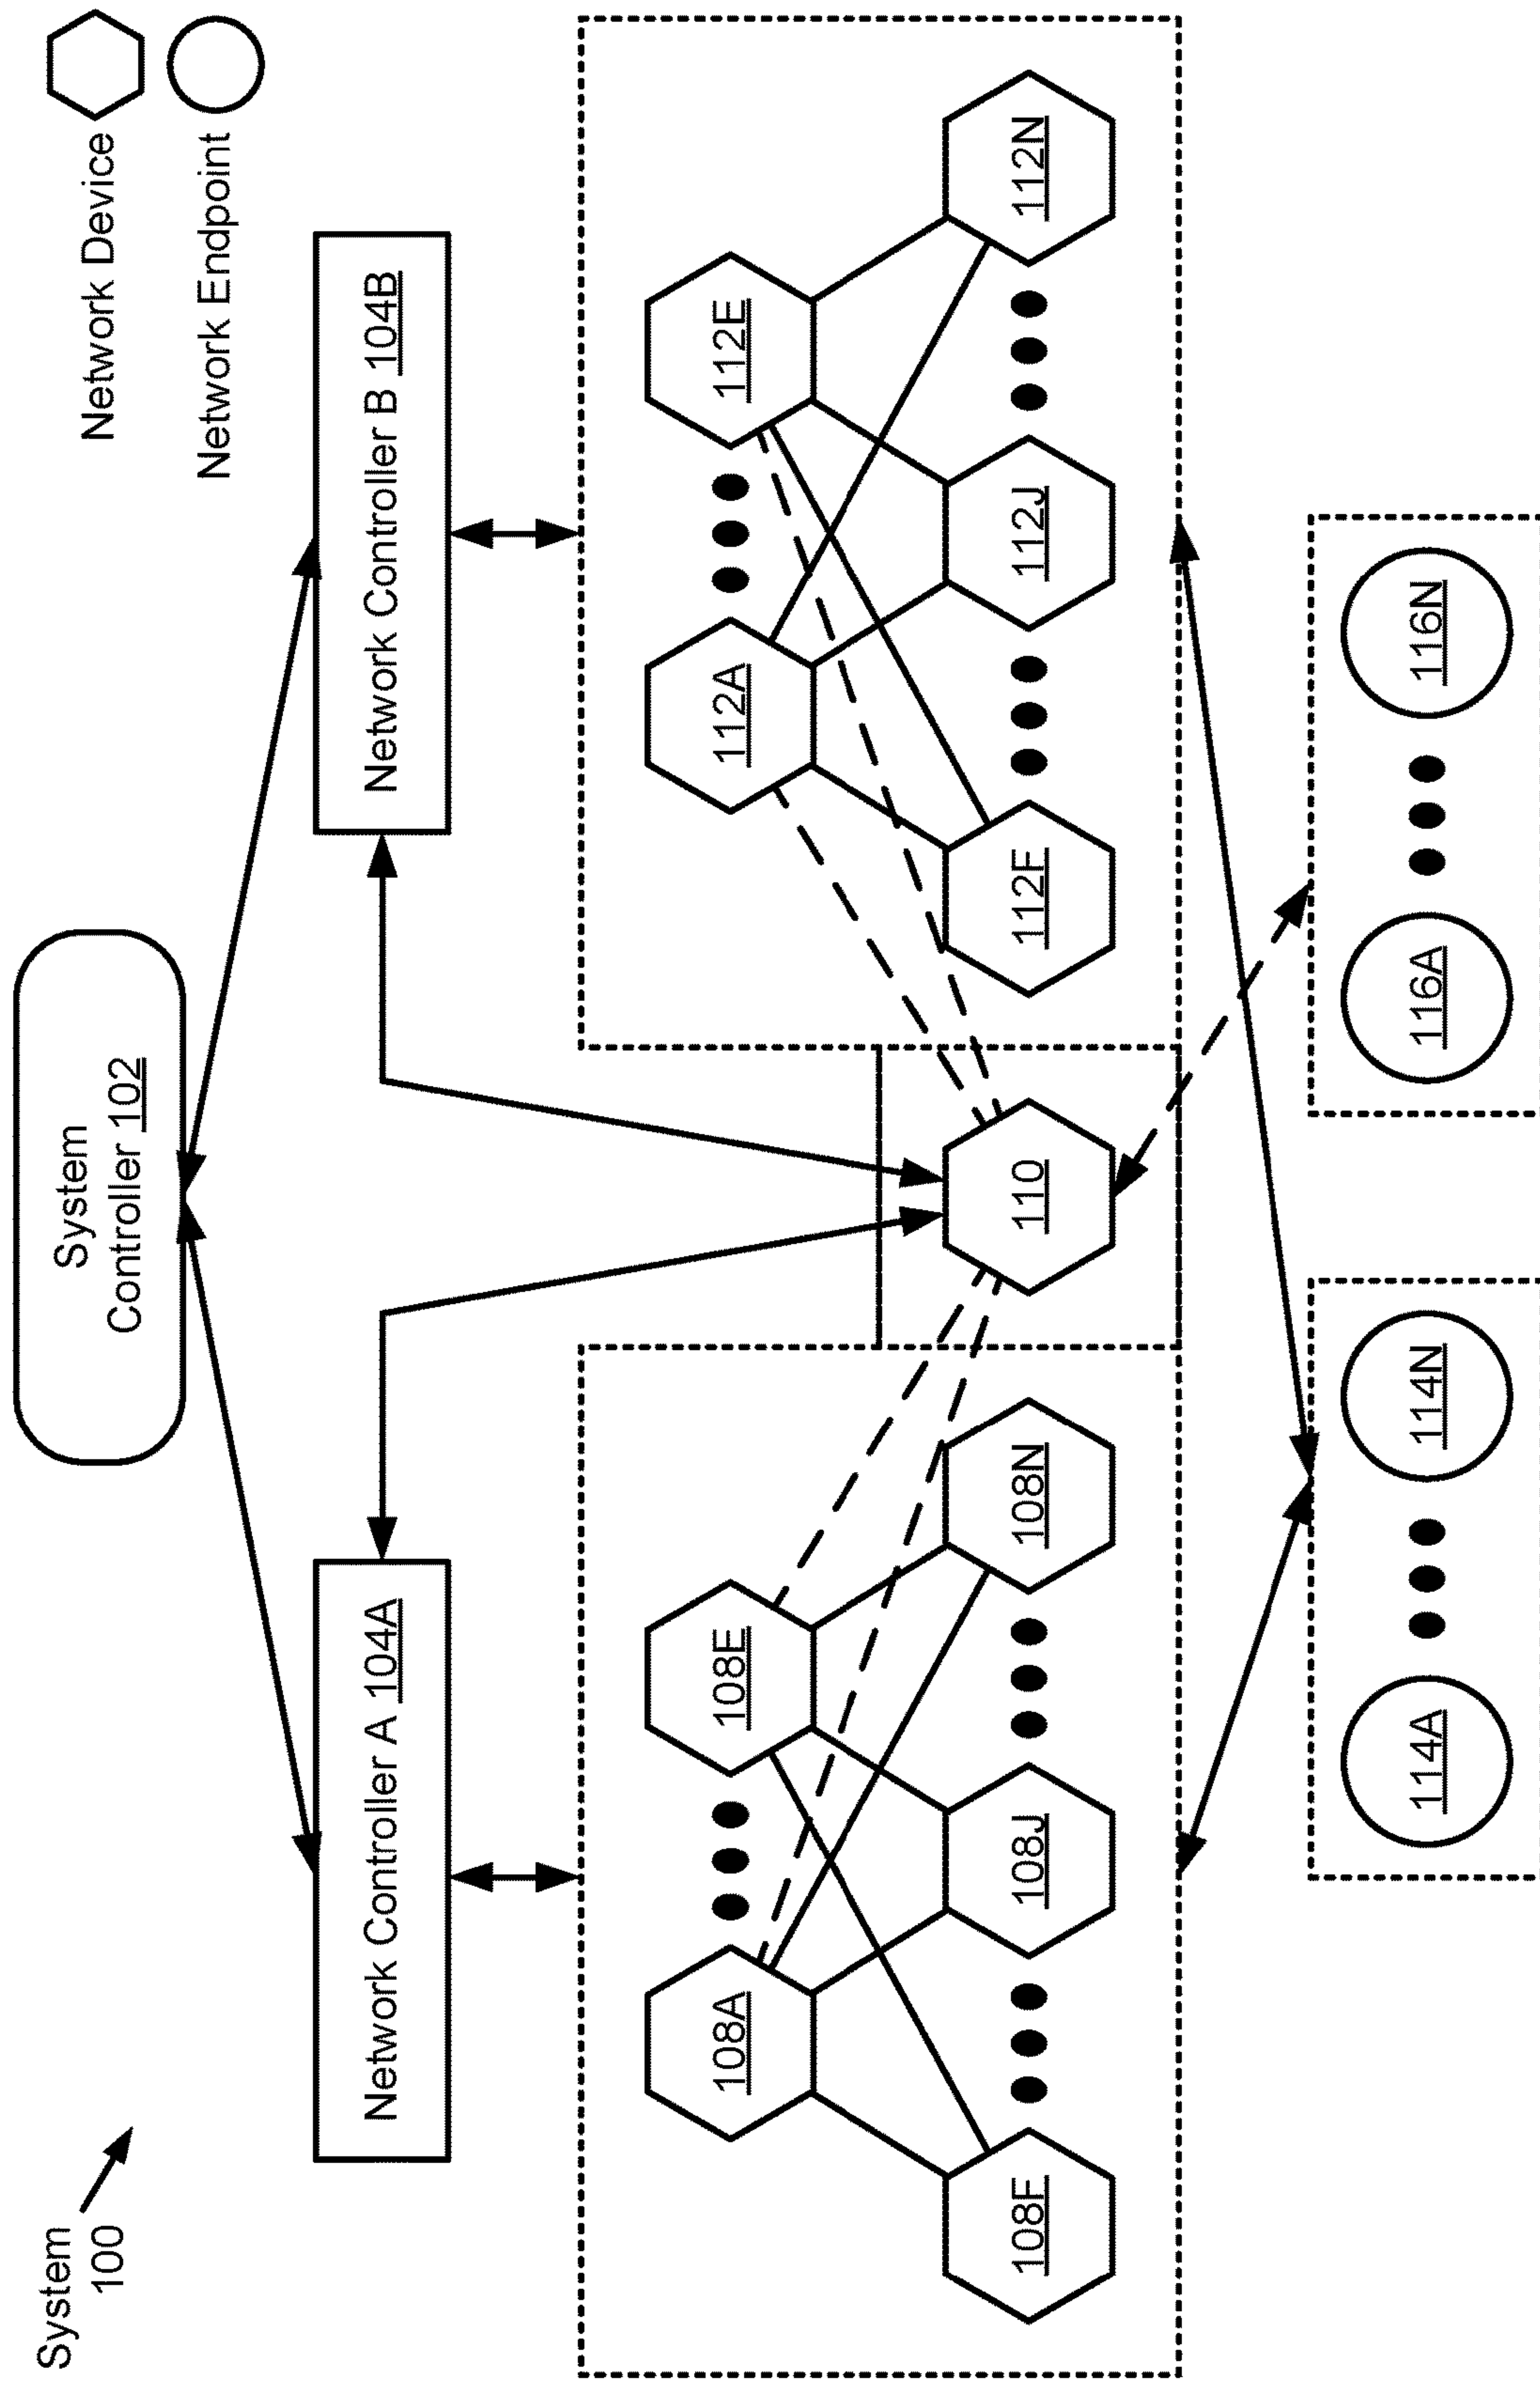 System
100
System
Controller 102
Network Device
Network Endpoint
Network Controller A 104A
Network Controller B 104B
108A
108E
112A
112E
108F
108J
108N
110
112F
112J
112N
114A
114N
116A
116N